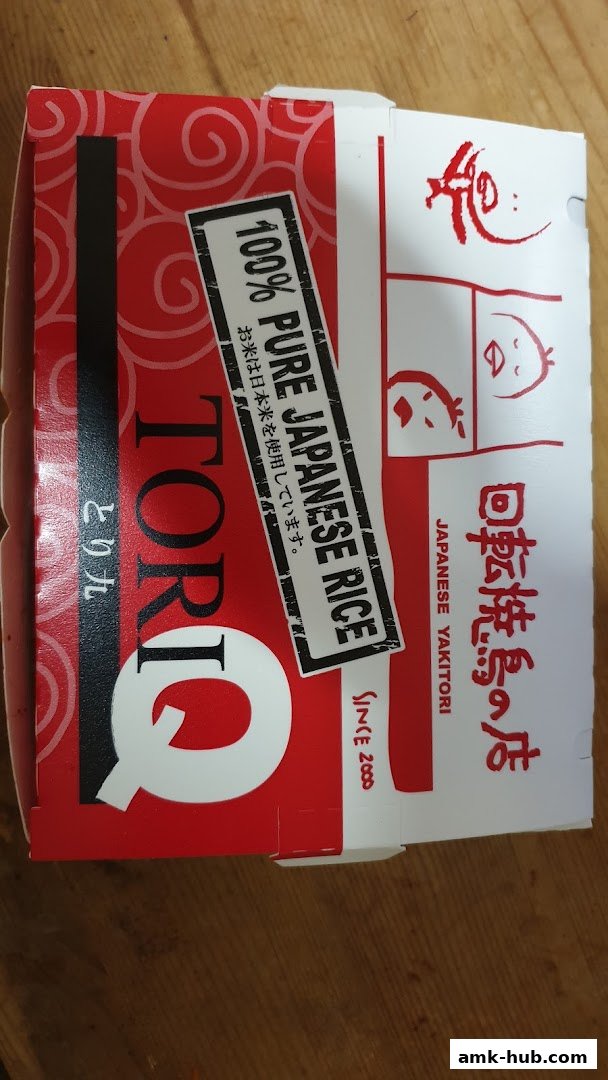 回転焼鳥の店
JAPANESE YAKITORI
SINCE 2000
100% PURE JAPANESE RICE
お米は日本米を使用しています。
TORIQ
とり九
amk-hub.com